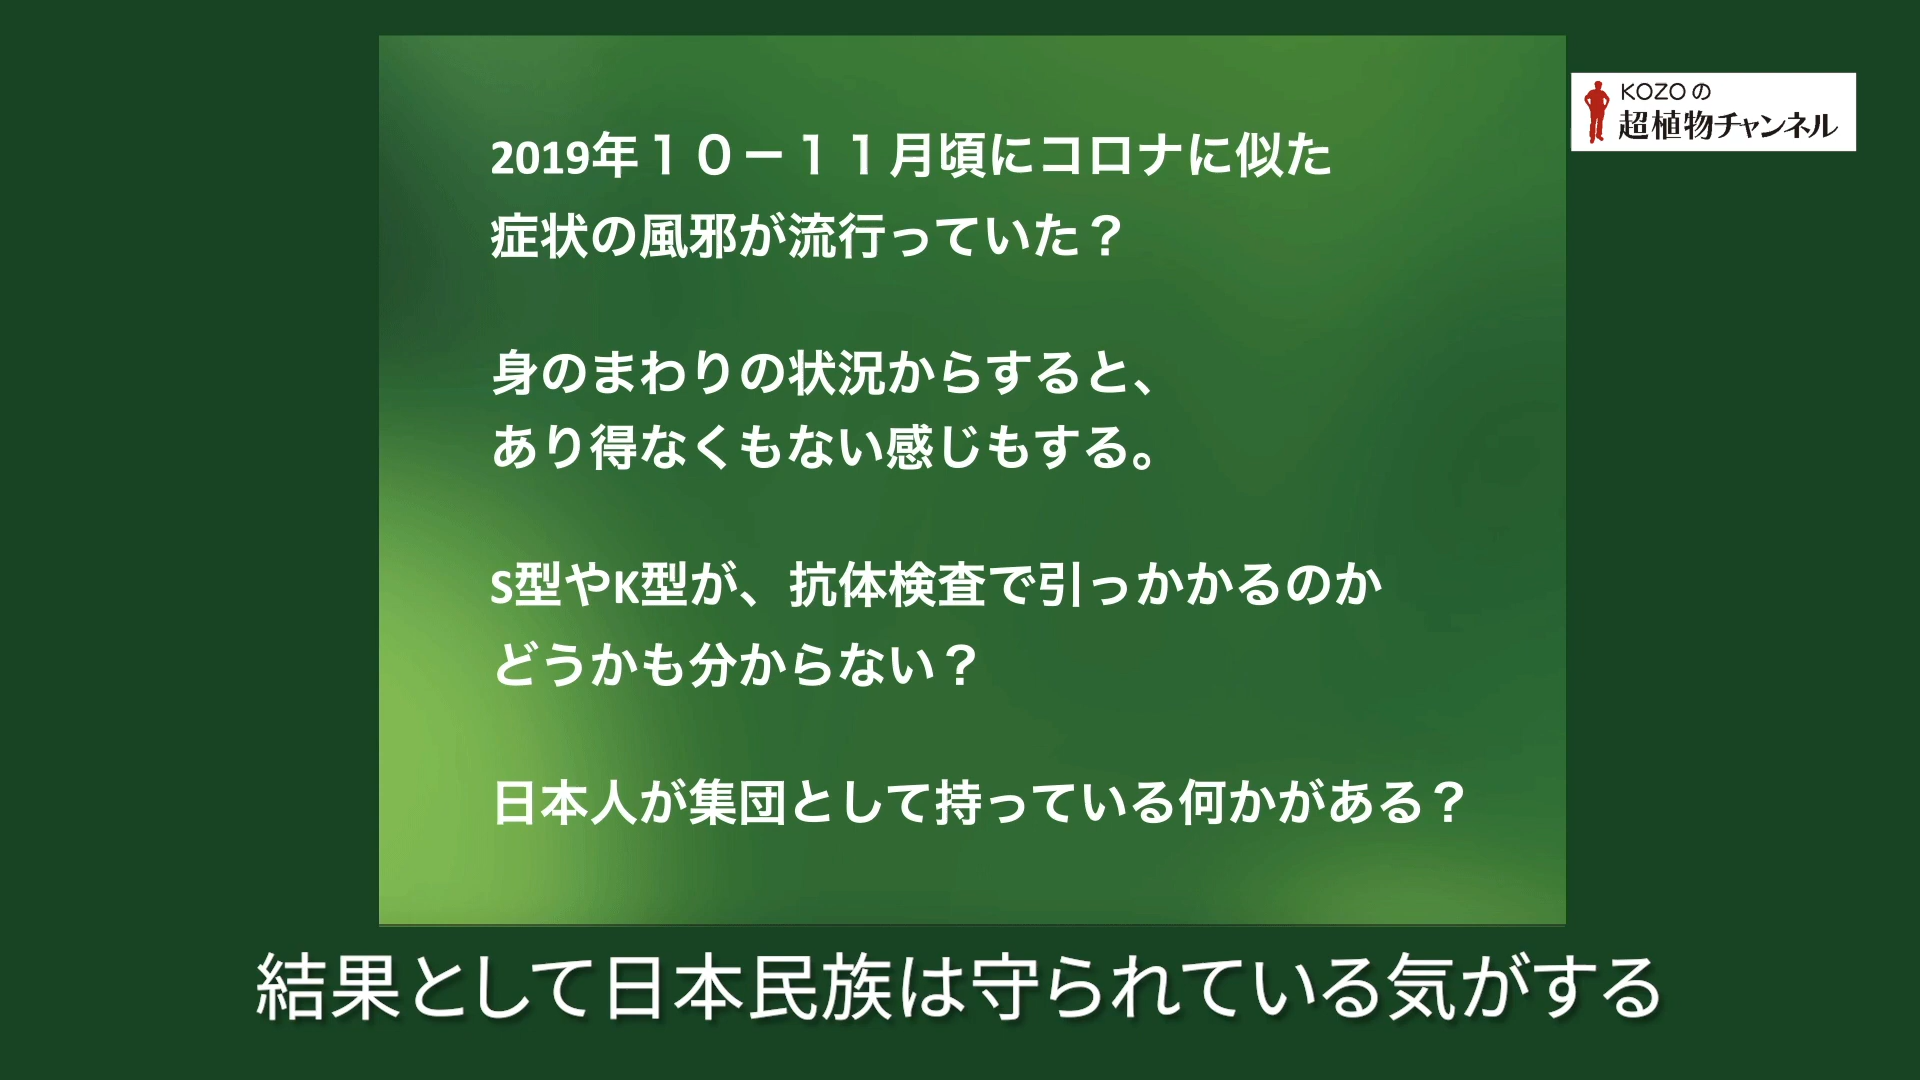 KOZOの
超植物チャンネル
2019年１０－１１月頃にコロナに似た
症状の風邪が流行っていた？
身のまわりの状況からすると、
あり得なくもない感じもする。
S型やK型が、抗体検査で引っかかるのか
どうかも分からない？
日本人が集団として持っている何かがある？
結果として日本民族は守られている気がする